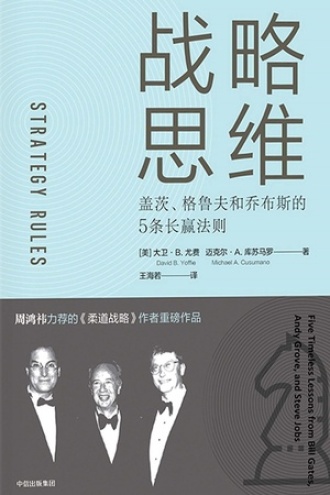 战略
思维
STRATEGY RULES
盖茨、格鲁夫和乔布斯的
5条长赢法则
[美] 大卫·B. 尤费 迈克尔·A. 库苏马罗——著
David B. Yoffie Michael A. Cusumano
王海若——译
周鸿祎力荐的《柔道战略》作者重磅作品
Five Timeless Lessons from Bill Gates,
Andy Grove, and Steve Jobs
中信出版集团